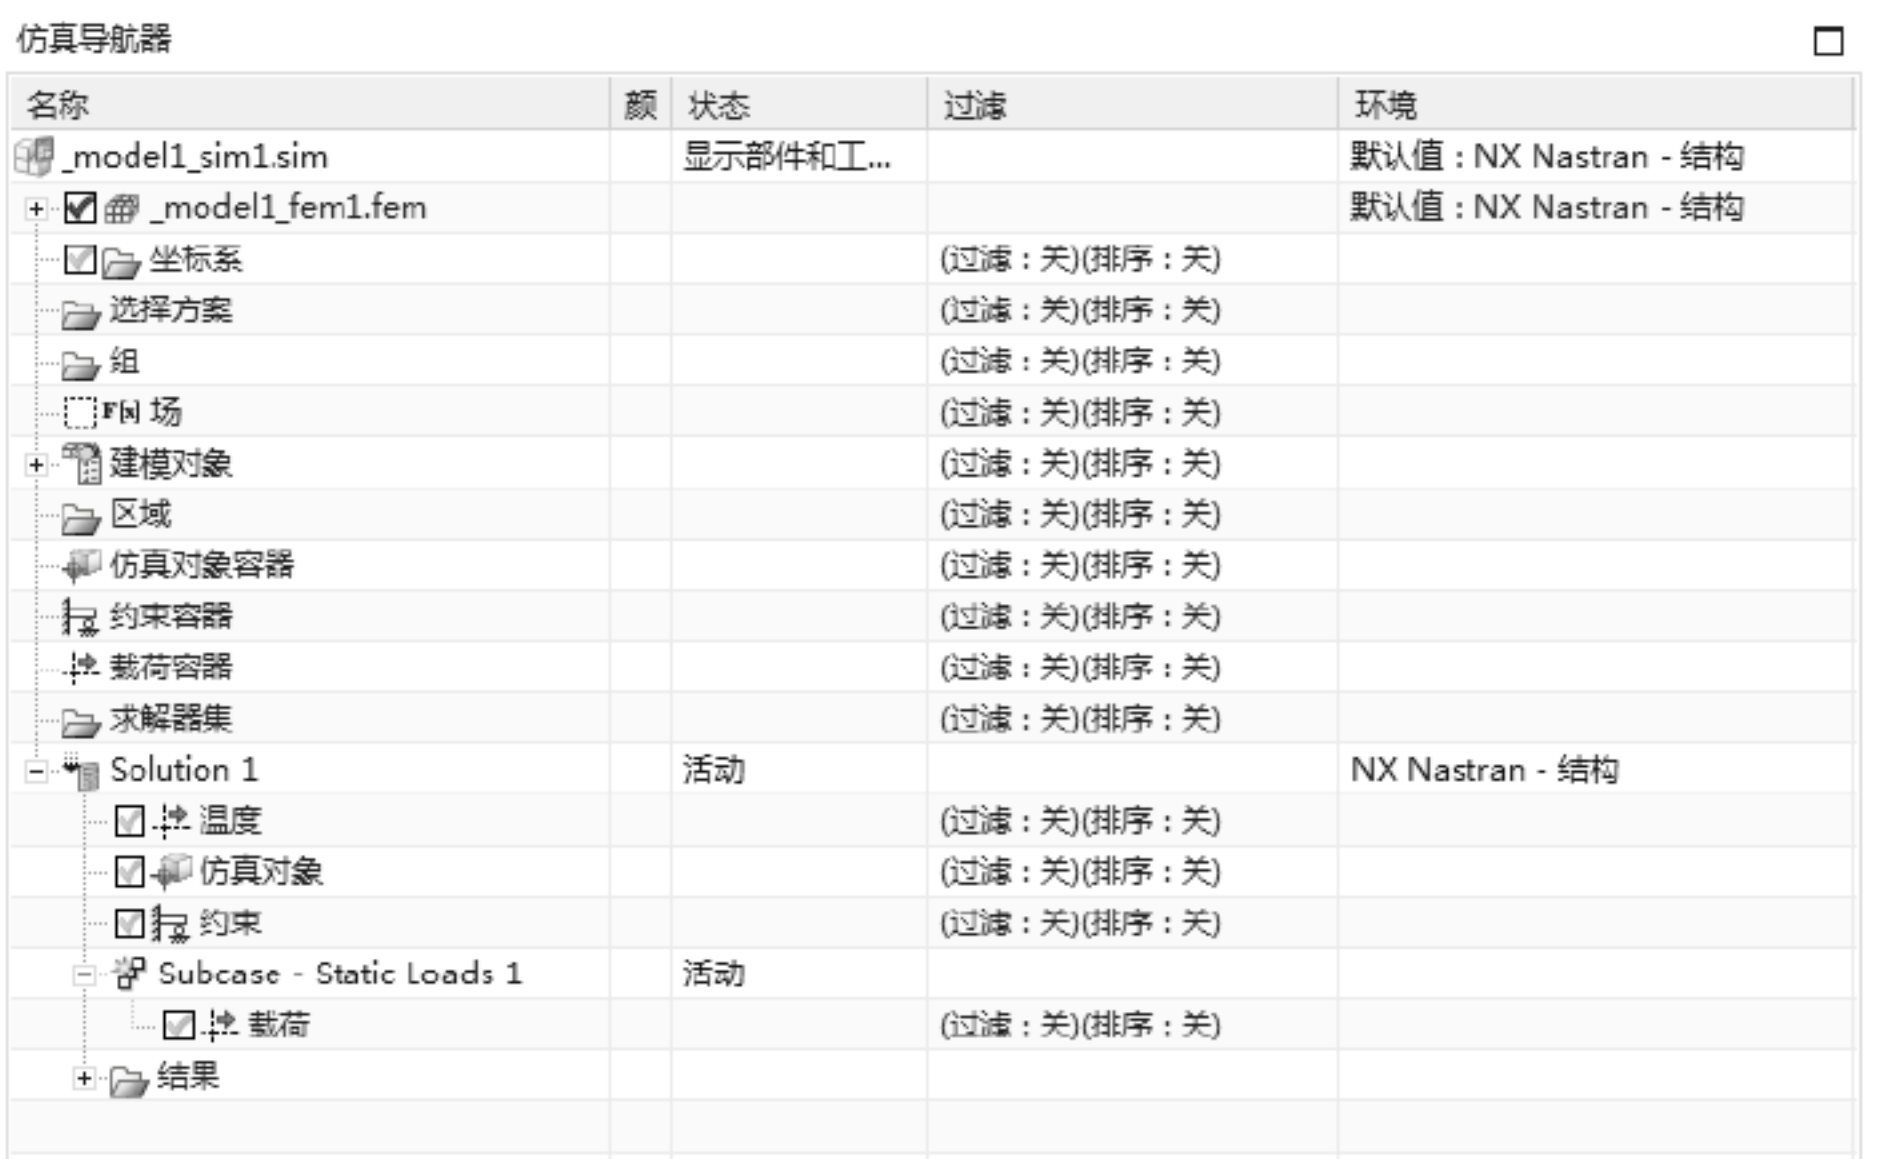 仿真导航器
名称 颜 状态 过滤 环境
_model1_sim1.sim 显示部件和工... 默认值 : NX Nastran - 结构
_model1_fem1.fem 默认值 : NX Nastran - 结构
坐标系 (过滤 : 关)(排序 : 关)
选择方案 (过滤 : 关)(排序 : 关)
组 (过滤 : 关)(排序 : 关)
F[x] 场 (过滤 : 关)(排序 : 关)
建模对象 (过滤 : 关)(排序 : 关)
区域 (过滤 : 关)(排序 : 关)
仿真对象容器 (过滤 : 关)(排序 : 关)
约束容器 (过滤 : 关)(排序 : 关)
载荷容器 (过滤 : 关)(排序 : 关)
求解器集 (过滤 : 关)(排序 : 关)
Solution 1 活动 NX Nastran - 结构
温度 (过滤 : 关)(排序 : 关)
仿真对象 (过滤 : 关)(排序 : 关)
约束 (过滤 : 关)(排序 : 关)
Subcase - Static Loads 1 活动
载荷 (过滤 : 关)(排序 : 关)
结果